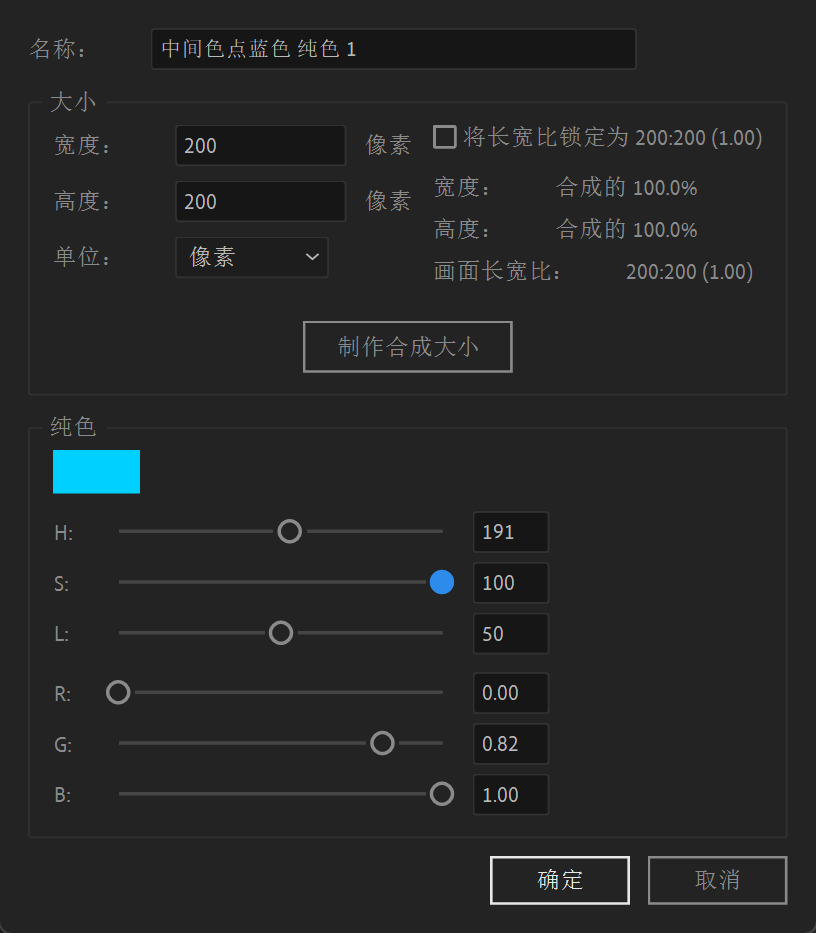 名称： 中间色点蓝色 纯色 1
大小
宽度： 200 像素 将长宽比锁定为 200:200 (1.00)
宽度： 合成的 100.0%
高度： 200 像素
高度： 合成的 100.0%
单位： 像素
画面长宽比： 200:200 (1.00)
制作合成大小
纯色
H: 191
S: 100
L: 50
R: 0.00
G: 0.82
B: 1.00
确定 取消